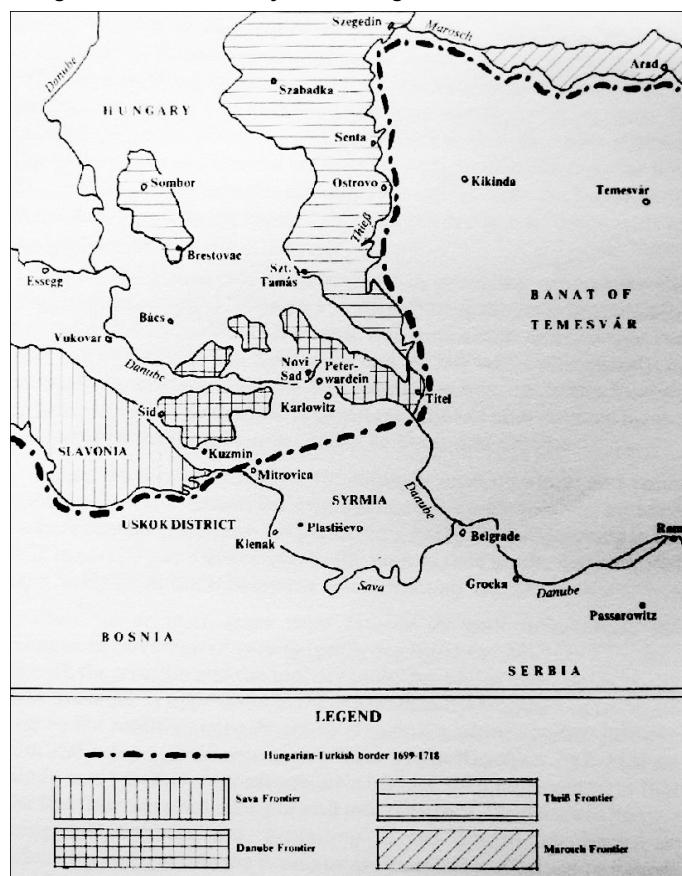 Szegedin
Marosch
Arad
Danube
Szabadka
HUNGARY
Senta
Sombor
Ostrovo
Kikinda
Temesvár
Thieß
Brestovac
Szt.
Tamás
Essegg
BANAT OF
TEMESVÁR
Bács
Vukovar
Danube
Novi
Sad
Peter-
wardein
Titel
Karlowitz
Šid
SLAVONIA
Kuzmin
Mitrovica
SYRMIA
Danube
USKOK DISTRICT
Plastiševo
Belgrade
Ram
Klenak
Grocka
Sava
Danube
Passarowitz
BOSNIA
SERBIA
LEGEND
Hungarian-Turkish border 1699-1718
Sava Frontier
Theiß Frontier
Danube Frontier
Marosch Frontier